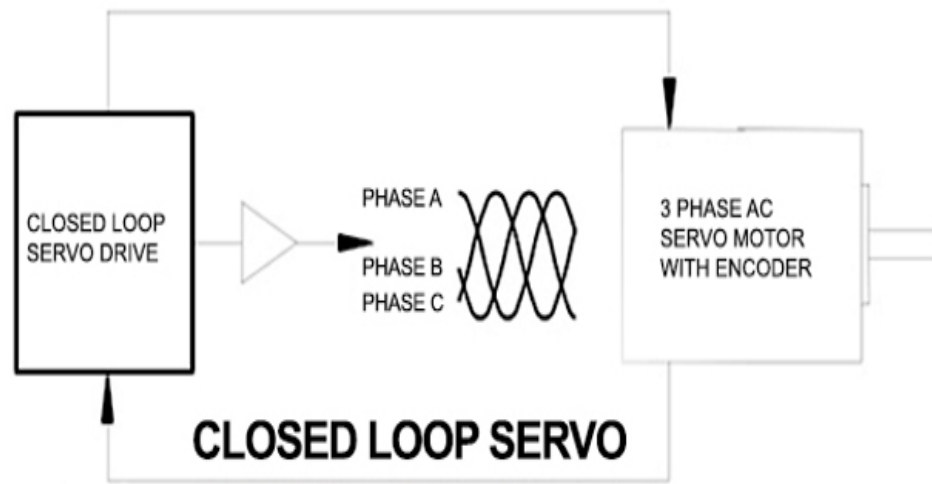 CLOSED LOOP
SERVO DRIVE
PHASE A
PHASE B
PHASE C
3 PHASE AC
SERVO MOTOR
WITH ENCODER
CLOSED LOOP SERVO